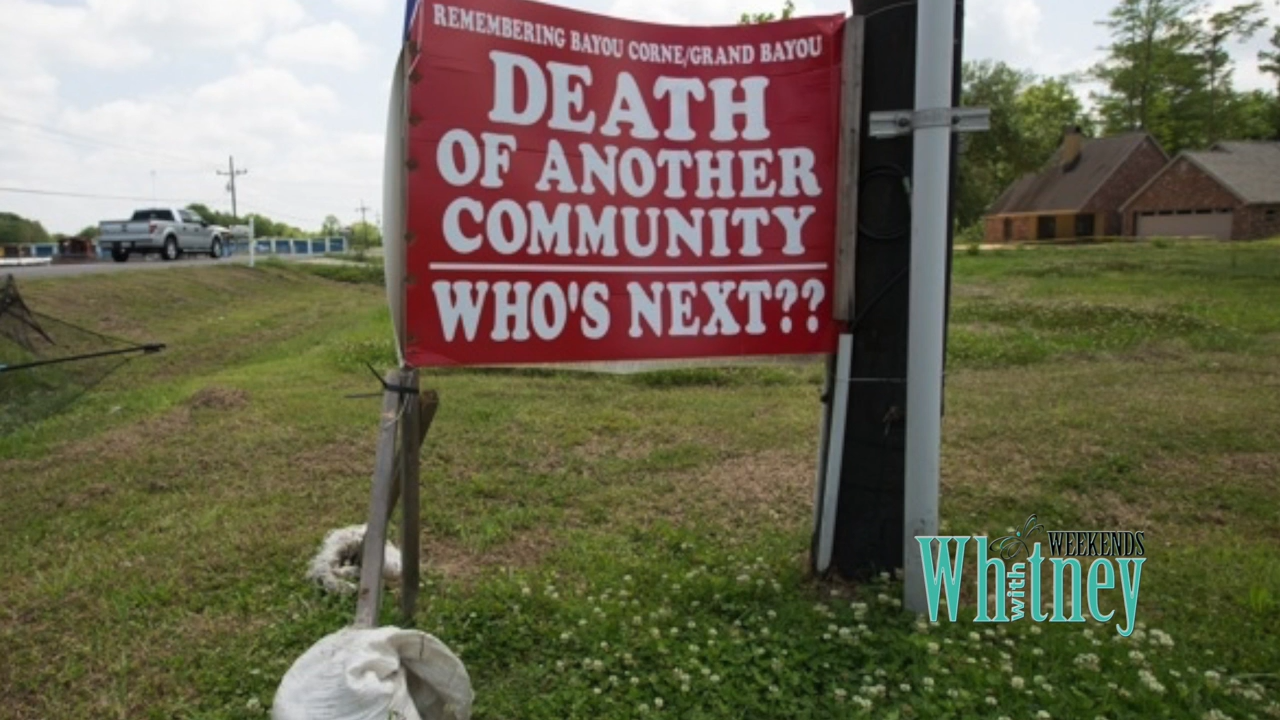 REMEMBERING BAYOU CORNE/GRAND BAYOU
DEATH
OF ANOTHER
COMMUNITY
WHO'S NEXT??
WEEKENDS
with
Whitney